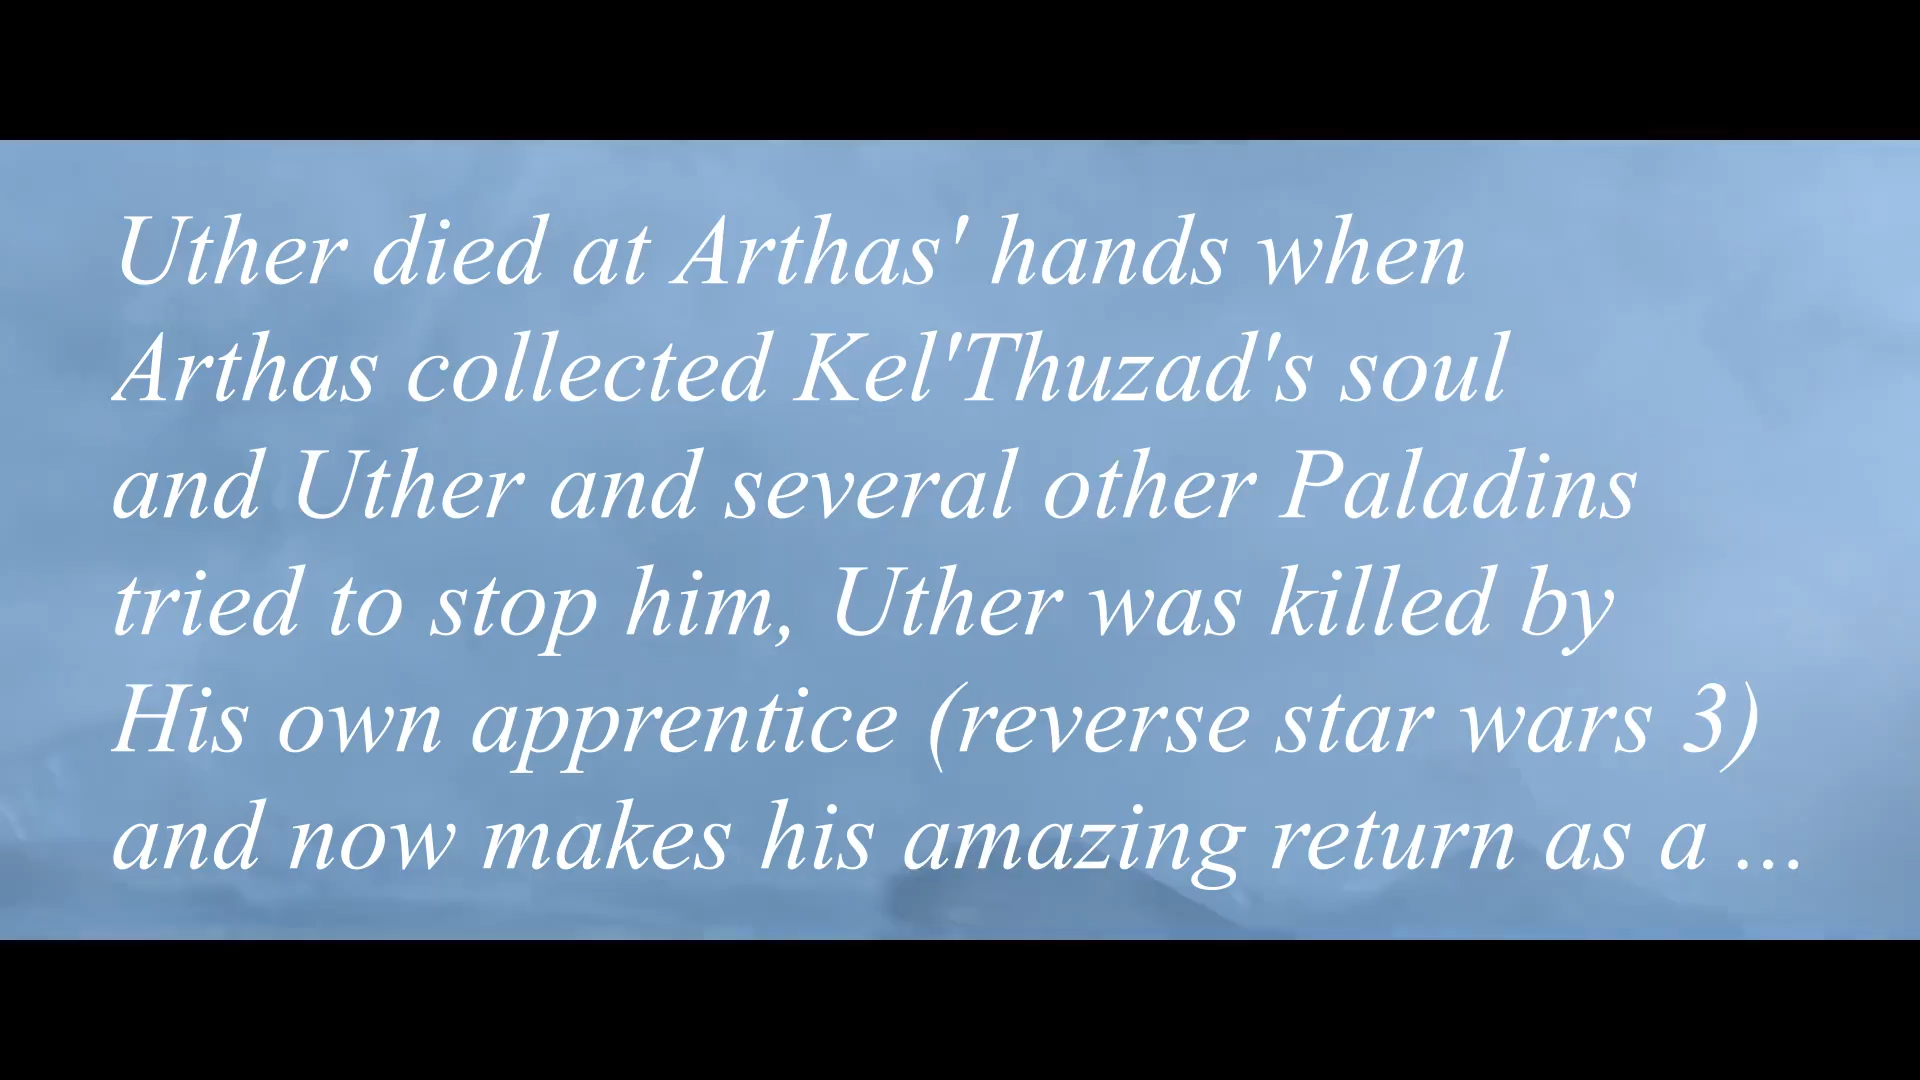 Uther died at Arthas' hands when
Arthas collected Kel'Thuzad's soul
and Uther and several other Paladins
tried to stop him, Uther was killed by
His own apprentice (reverse star wars 3)
and now makes his amazing return as a ...